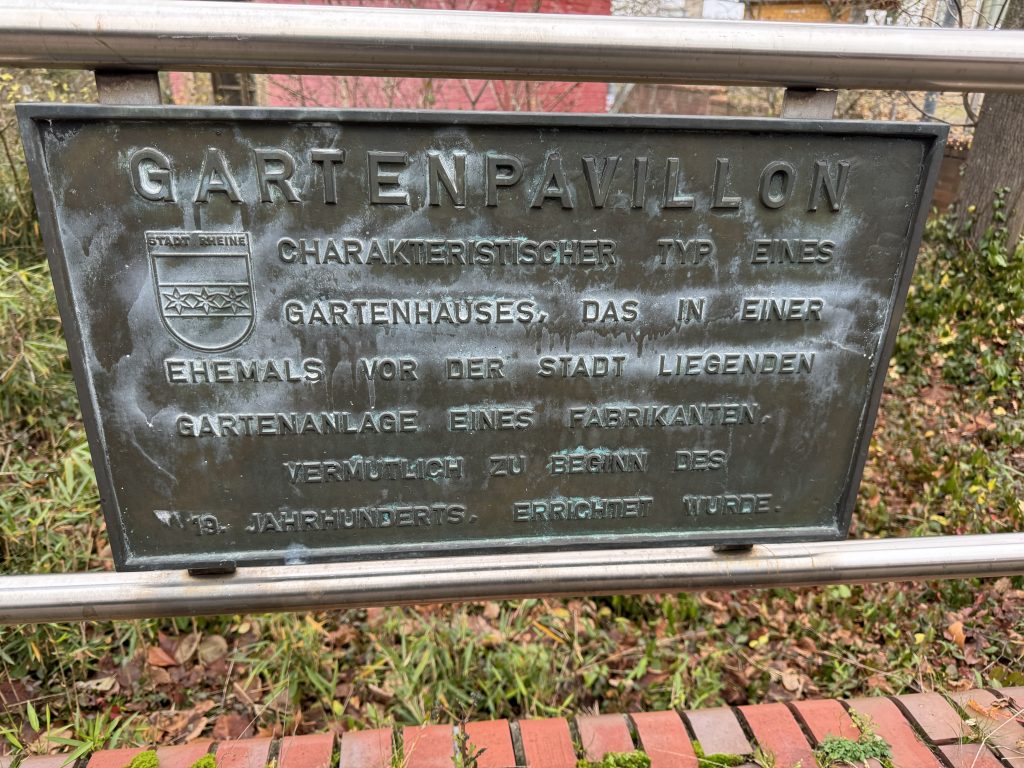 GARTENPAVILLON
STADT RHEINE
CHARAKTERISTISCHER TYP EINES
GARTENHAUSES, DAS IN EINER
EHEMALS VOR DER STADT LIEGENDEN
GARTENANLAGE EINES FABRIKANTEN,
VERMUTLICH ZU BEGINN DES
19. JAHRHUNDERTS, ERRICHTET WURDE.